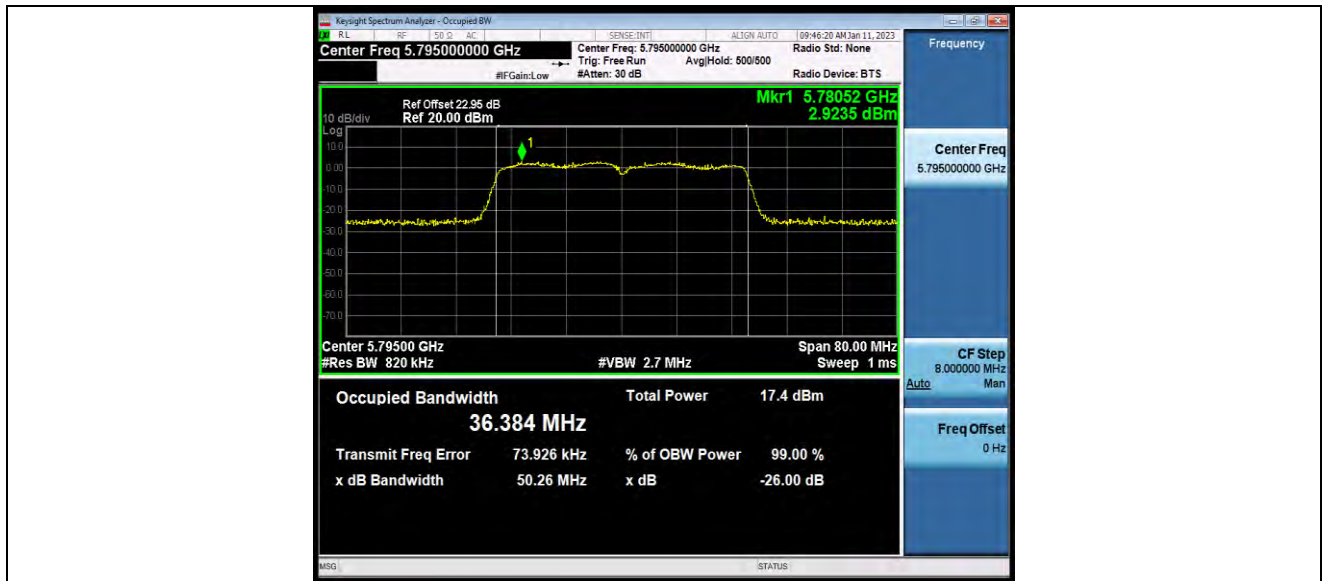 Keysight Spectrum Analyzer - Occupied BW
RL RF 50 Ω AC SENSE:INT ALIGN AUTO 09:46:20 AM Jan 11, 2023
Center Freq 5.795000000 GHz
Center Freq: 5.795000000 GHz
Radio Std: None
Trig: Free Run Avg|Hold: 500/500
#IFGain:Low
#Atten: 30 dB
Radio Device: BTS
Frequency
Mkr1 5.78052 GHz
2.9235 dBm
Ref Offset 22.95 dB
10 dB/div Ref 20.00 dBm
Log
10.0
0.00
-10.0
-20.0
-30.0
-40.0
-50.0
-60.0
-70.0
1
Center 5.79500 GHz Span 80.00 MHz
#Res BW 820 kHz #VBW 2.7 MHz Sweep 1 ms
Occupied Bandwidth Total Power 17.4 dBm
36.384 MHz
Transmit Freq Error 73.926 kHz % of OBW Power 99.00 %
x dB Bandwidth 50.26 MHz x dB -26.00 dB
Center Freq
5.795000000 GHz
CF Step
8.000000 MHz
Auto Man
Freq Offset
0 Hz
MSG STATUS